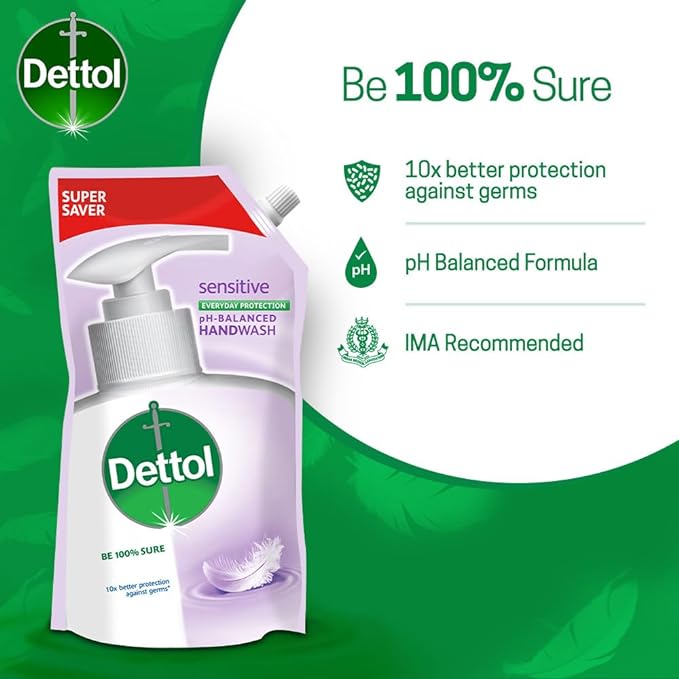 Dettol
Be 100% Sure
10x better protection
against germs
pH
pH Balanced Formula
IMA Recommended
SUPER
SAVER
sensitive
EVERYDAY PROTECTION
pH-BALANCED
HANDWASH
Dettol
BE 100% SURE
10x better protection
against germs*